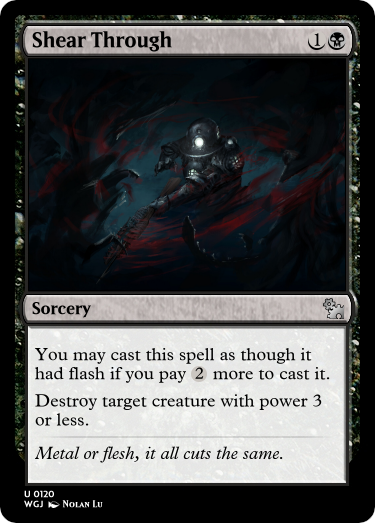 Shear Through 1
Sorcery
You may cast this spell as though it
had flash if you pay 2 more to cast it.
Destroy target creature with power 3
or less.
Metal or flesh, it all cuts the same.
U 0120
WGJ Nolan Lu